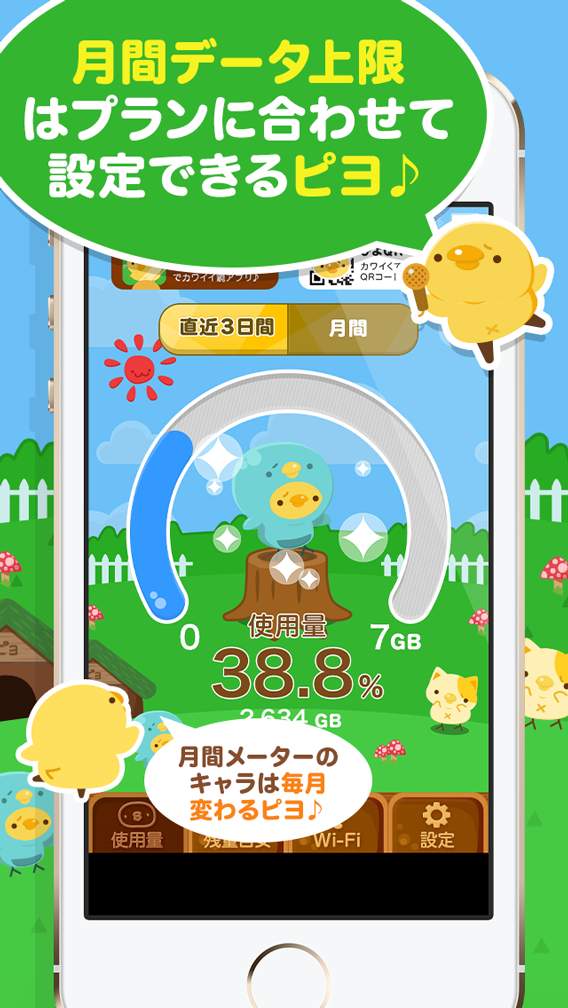 月間データ上限
はプランに合わせて
設定できるピヨ♪
でカワイイ網アプリ♪
カワイくて
QRコー
直近3日間
月間
0
使用量
7GB
38.8%
2.634 GB
月間メーターの
キャラは毎月
変わるピヨ♪
使用量
Wi-Fi
設定